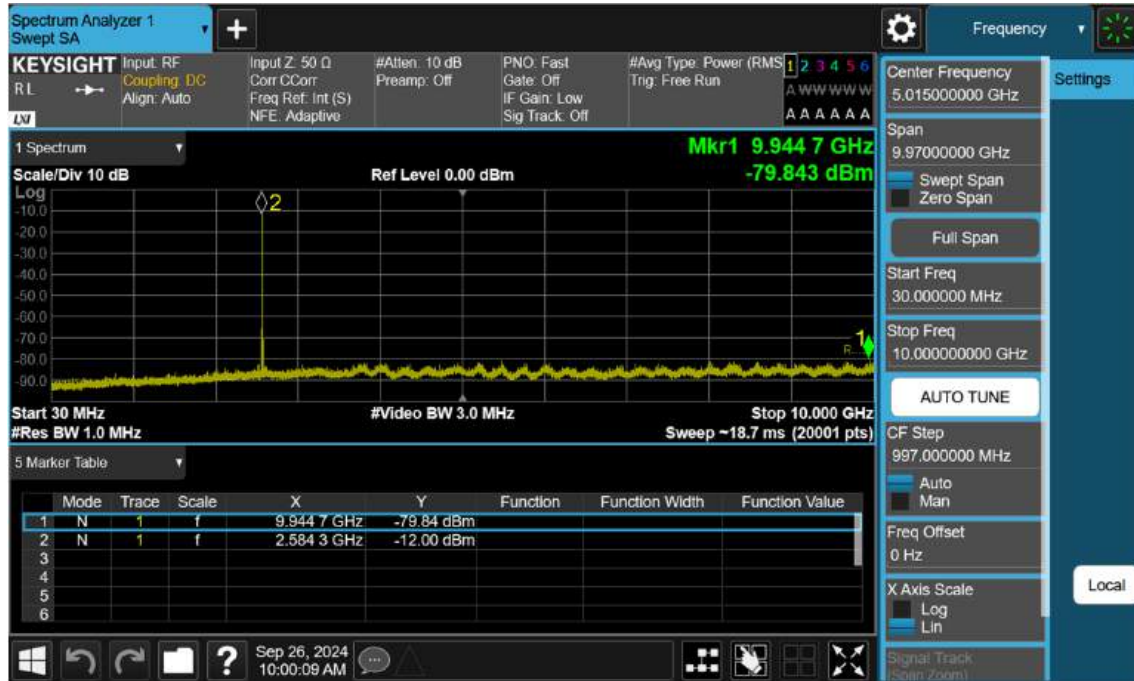 Spectrum Analyzer 1
Swept SA
Frequency
KEYSIGHT
RL
LXI
Input: RF
Coupling: DC
Align: Auto
Input Z: 50 Ω
Corr CCorr
Freq Ref: Int (S)
NFE: Adaptive
#Atten: 10 dB
Preamp: Off
PNO: Fast
Gate: Off
IF Gain: Low
Sig Track: Off
#Avg Type: Power (RMS
Trig: Free Run
1 2 3 4 5 6
A W W W W W
A A A A A A
1 Spectrum
Mkr1 9.944 7 GHz
Scale/Div 10 dB
Ref Level 0.00 dBm
-79.843 dBm
Log
-10.0
-20.0
-30.0
-40.0
-50.0
-60.0
-70.0
-80.0
-90.0
2
1
R
Start 30 MHz
#Video BW 3.0 MHz
Stop 10.000 GHz
#Res BW 1.0 MHz
Sweep ~18.7 ms (20001 pts)
5 Marker Table
Mode Trace Scale X Y Function Function Width Function Value
1 N 1 f 9.944 7 GHz -79.84 dBm
2 N 1 f 2.584 3 GHz -12.00 dBm
3
4
5
6
Sep 26, 2024
10:00:09 AM
Center Frequency
5.015000000 GHz
Span
9.97000000 GHz
Swept Span
Zero Span
Full Span
Start Freq
30.000000 MHz
Stop Freq
10.000000000 GHz
AUTO TUNE
CF Step
997.000000 MHz
Auto
Man
Freq Offset
0 Hz
X Axis Scale
Log
Lin
Signal Track
(Span Zoom)
Settings
Local